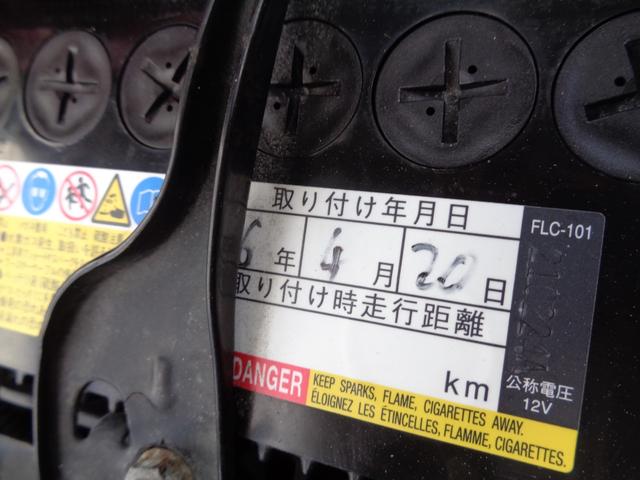 取り付け年月日
FLC-101
6年 4月 20日
取り付け時走行距離
km
公称電圧
12V
DANGER
KEEP SPARKS, FLAME, CIGARETTES AWAY.
ÉLOIGNEZ LES ÉTINCELLES, FLAMME, CIGARETTES.